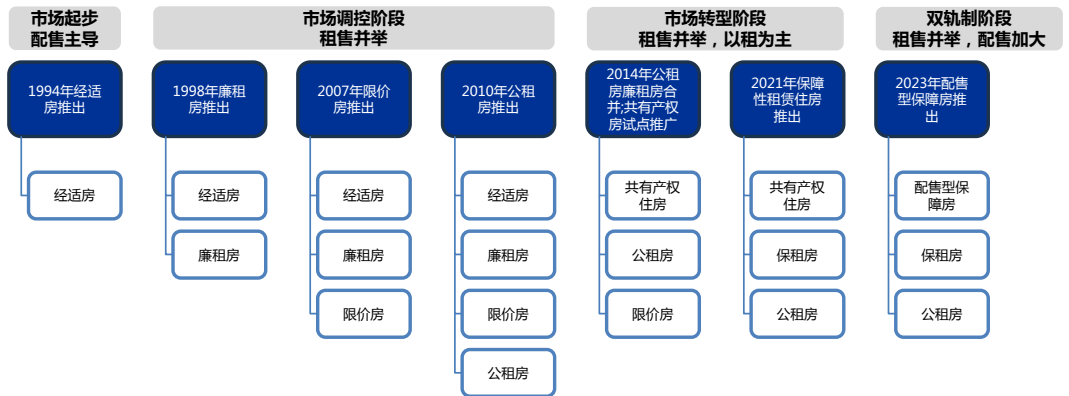 市场起步
配售主导
市场调控阶段
租售并举
市场转型阶段
租售并举，以租为主
双轨制阶段
租售并举，配售加大
1994年经适
房推出
1998年廉租
房推出
2007年限价
房推出
2010年公租
房推出
2014年公租
房廉租房合
并;共有产权
房试点推广
2021年保障
性租赁住房
推出
2023年配售
型保障房推
出
经适房
经适房
廉租房
经适房
廉租房
限价房
经适房
廉租房
限价房
公租房
共有产权
住房
公租房
限价房
共有产权
住房
保租房
公租房
配售型保
障房
保租房
公租房